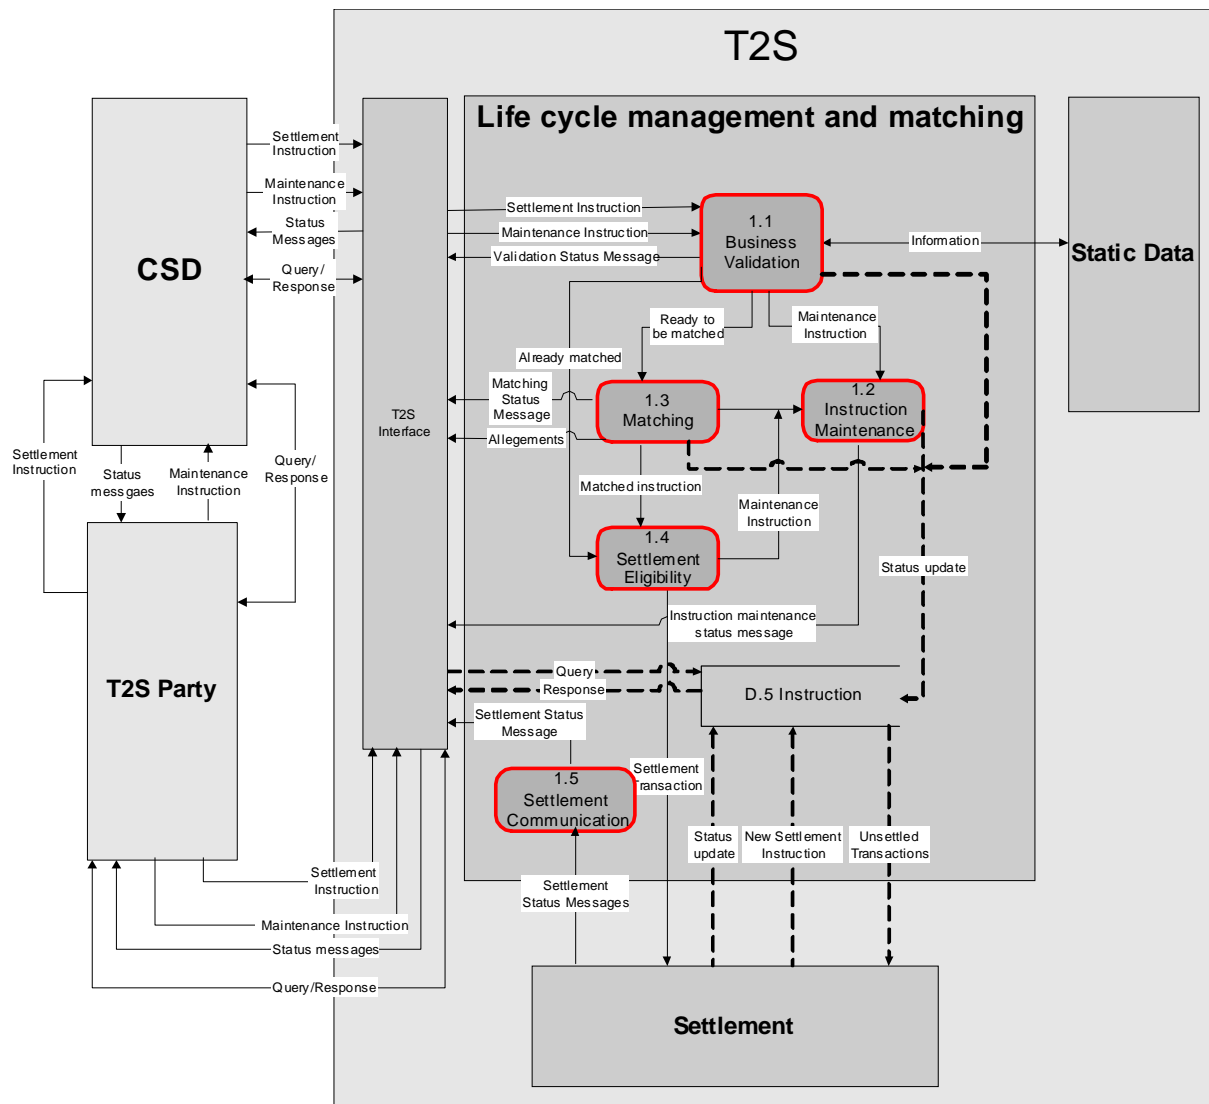 T2S
Life cycle management and matching
CSD
Settlement
Instruction
Maintenance
Instruction
Status
Messages
Query/
Response
T2S
Interface
Settlement Instruction
Maintenance Instruction
Validation Status Message
1.1
Business
Validation
Information
Static Data
Ready to
be matched
Maintenance
Instruction
Already matched
Matching
Status
Message
Allegements
1.3
Matching
1.2
Instruction
Maintenance
Settlement
Instruction
Status
messgaes
Maintenance
Instruction
Query/
Response
Matched instruction
Maintenance
Instruction
1.4
Settlement
Eligibility
Status update
Instruction maintenance
status message
T2S Party
Query
Response
D.5 Instruction
Settlement Status
Message
Settlement
Transaction
1.5
Settlement
Communication
Status
update
New Settlement
Instruction
Unsettled
Transactions
Settlement
Instruction
Settlement
Status Messages
Maintenance Instruction
Status messages
Query/Response
Settlement